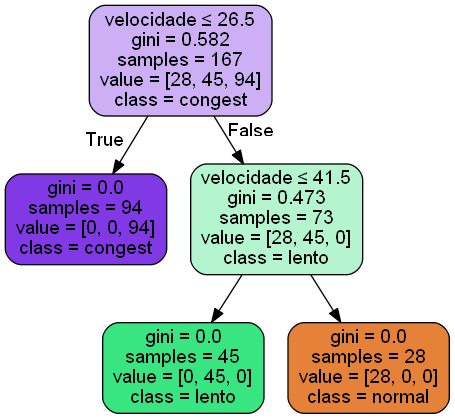 velocidade ≤ 26.5
gini = 0.582
samples = 167
value = [28, 45, 94]
class = congest
True
False
gini = 0.0
samples = 94
value = [0, 0, 94]
class = congest
velocidade ≤ 41.5
gini = 0.473
samples = 73
value = [28, 45, 0]
class = lento
gini = 0.0
samples = 45
value = [0, 45, 0]
class = lento
gini = 0.0
samples = 28
value = [28, 0, 0]
class = normal